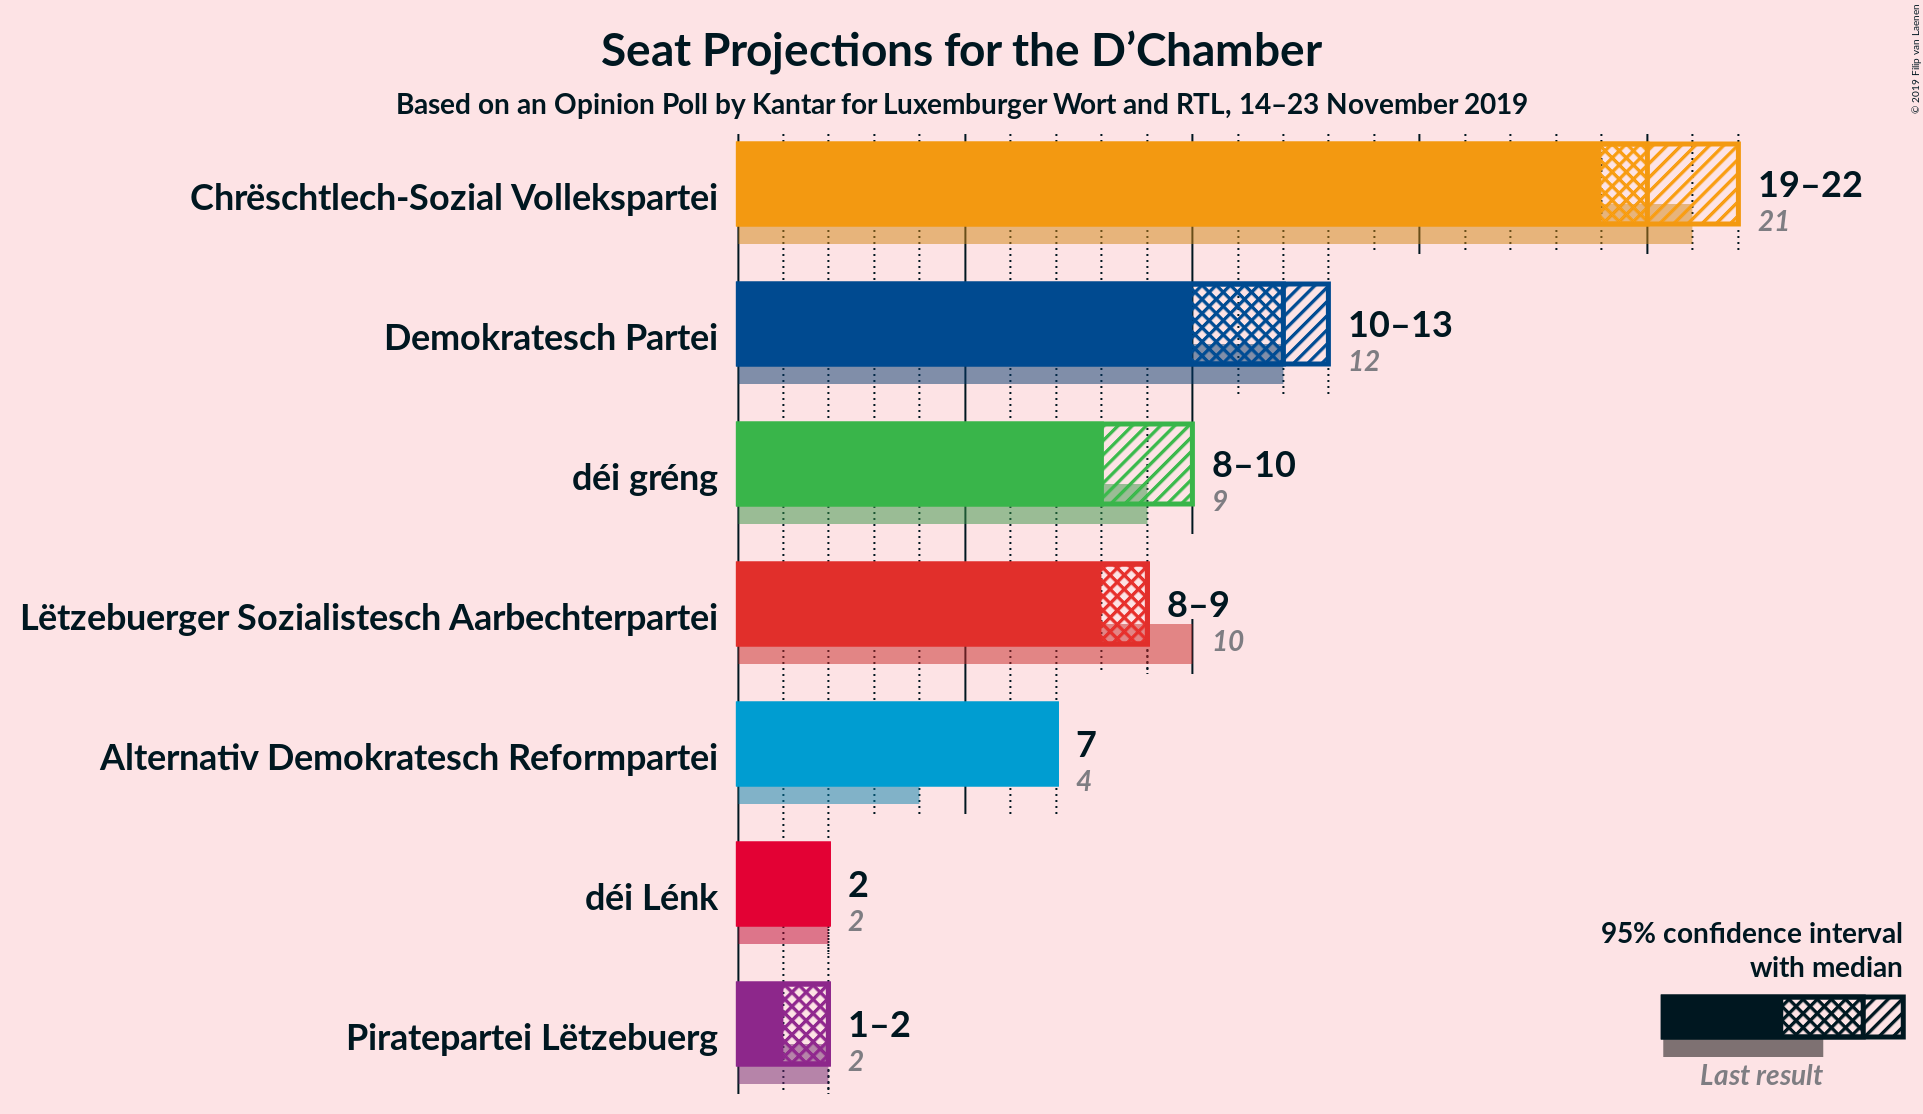 Seat Projections for the D’Chamber
Based on an Opinion Poll by Kantar for Luxemburger Wort and RTL, 14–23 November 2019
© 2019 Filip van Laenen
Chrëschtlech-Sozial Vollekspartei
19–22
21
Demokratesch Partei
10–13
12
déi gréng
8–10
9
Lëtzebuerger Sozialistesch Aarbechterpartei
8–9
10
Alternativ Demokratesch Reformpartei
7
4
déi Lénk
2
2
Piratepartei Lëtzebuerg
1–2
2
95% confidence interval
with median
Last result